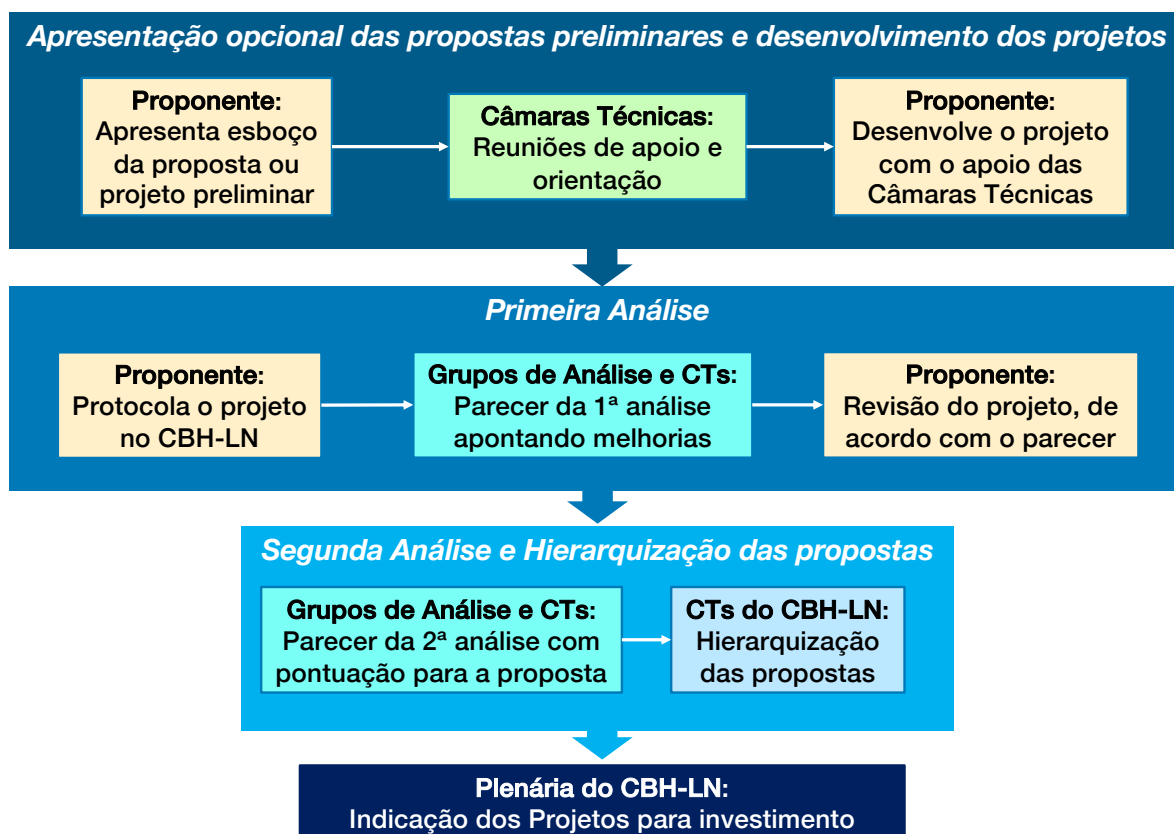 Apresentação opcional das propostas preliminares e desenvolvimento dos projetos
Proponente:
Apresenta esboço
da proposta ou
projeto preliminar
Câmaras Técnicas:
Reuniões de apoio e
orientação
Proponente:
Desenvolve o projeto
com o apoio das
Câmaras Técnicas
Primeira Análise
Proponente:
Protocola o projeto
no CBH-LN
Grupos de Análise e CTs:
Parecer da 1ª análise
apontando melhorias
Proponente:
Revisão do projeto, de
acordo com o parecer
Segunda Análise e Hierarquização das propostas
Grupos de Análise e CTs:
Parecer da 2ª análise com
pontuação para a proposta
CTs do CBH-LN:
Hierarquização
das propostas
Plenária do CBH-LN:
Indicação dos Projetos para investimento